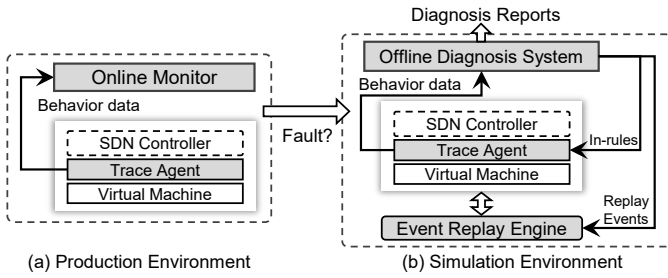 Diagnosis Reports
Online Monitor
Behavior data
SDN Controller
Trace Agent
Virtual Machine
Fault?
Offline Diagnosis System
Behavior data
SDN Controller
Trace Agent
Virtual Machine
In-rules
Replay
Events
Event Replay Engine
(a) Production Environment
(b) Simulation Environment